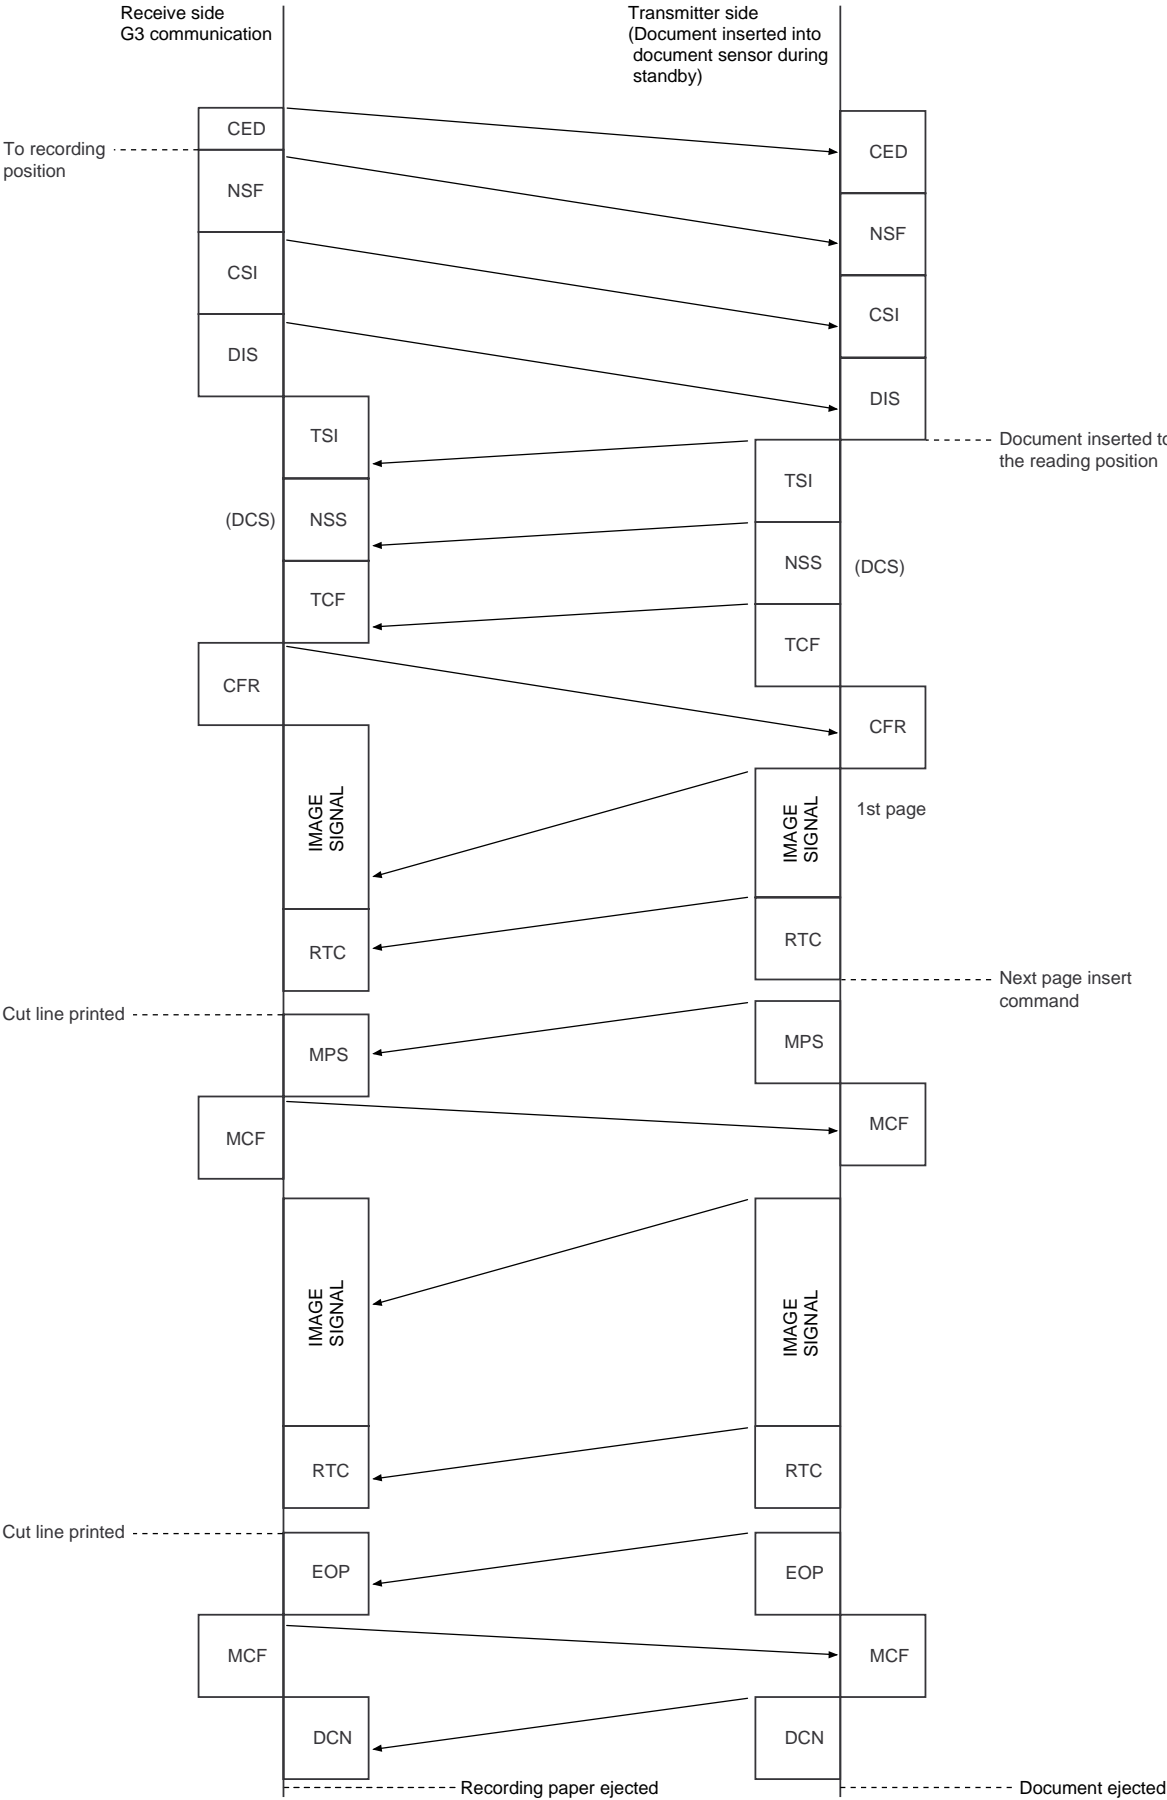 Receive side
G3 communication
Transmitter side
(Document inserted into
document sensor during
standby)
CED
CED
To recording
position
NSF
NSF
CSI
CSI
DIS
DIS
TSI
Document inserted to
the reading position
TSI
(DCS)
NSS
NSS
(DCS)
TCF
TCF
CFR
CFR
IMAGE
SIGNAL
IMAGE
SIGNAL
1st page
RTC
RTC
Next page insert
command
Cut line printed
MPS
MPS
MCF
MCF
IMAGE
SIGNAL
IMAGE
SIGNAL
RTC
RTC
Cut line printed
EOP
EOP
MCF
MCF
DCN
DCN
Recording paper ejected
Document ejected